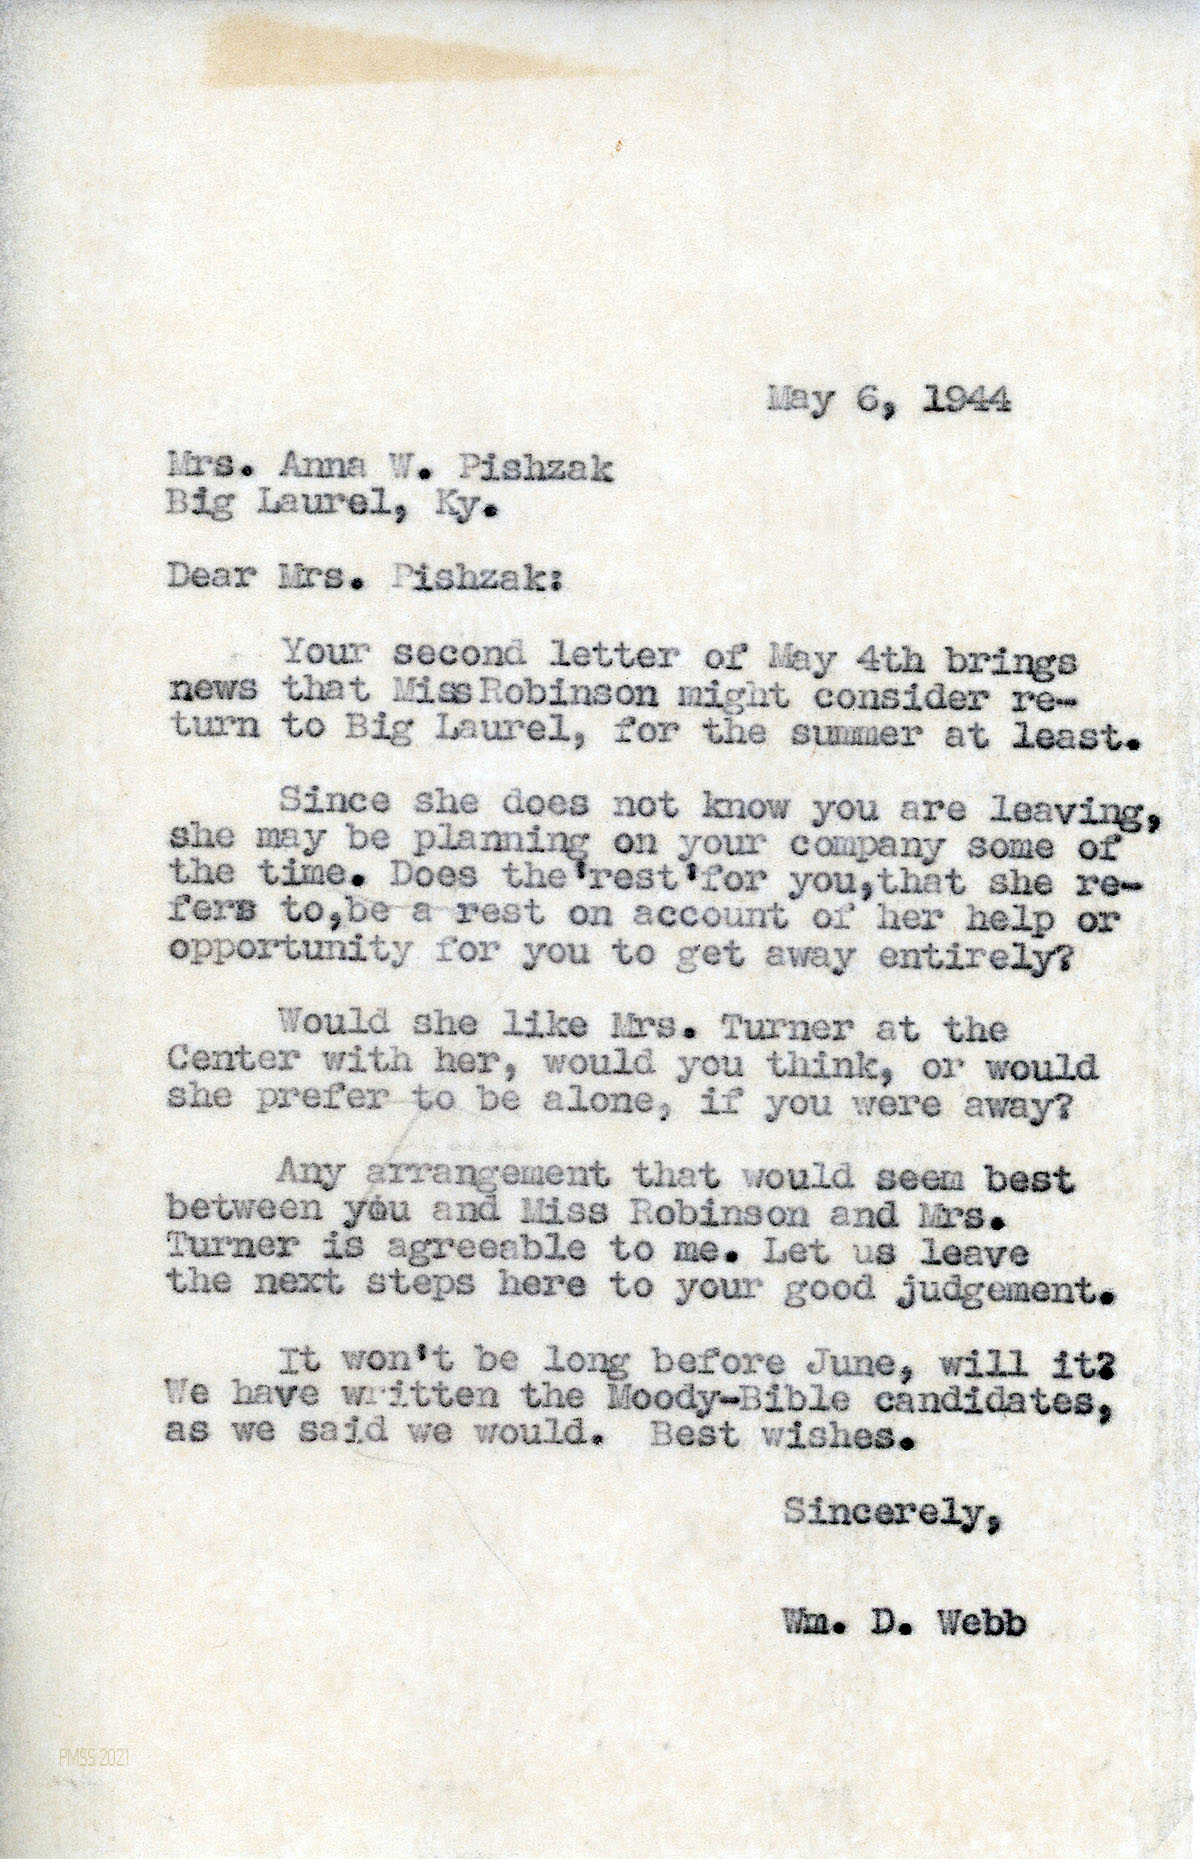 May 6, 1944
Mrs. Anna W. Pishzak
Big Laurel, Ky.
Dear Mrs. Pishzak:
Your second letter of May 4th brings
news that Miss Robinson might consider re-
turn to Big Laurel, for the summer at least.
Since she does not know you are leaving,
she may be planning on your company some of
the time. Does the 'rest' for you,that she re-
fers to,be a rest on account of her help or
opportunity for you to get away entirely?
Would she like Mrs. Turner at the
Center with her, would you think, or would
she prefer to be alone, if you were away?
Any arrangement that would seem best
between you and Miss Robinson and Mrs.
Turner is agreeable to me. Let us leave
the next steps here to your good judgement.
It won't be long before June, will it?
We have written the Moody-Bible candidates,
as we said we would. Best wishes.
Sincerely,
Wm. D. Webb
PMSS 2021